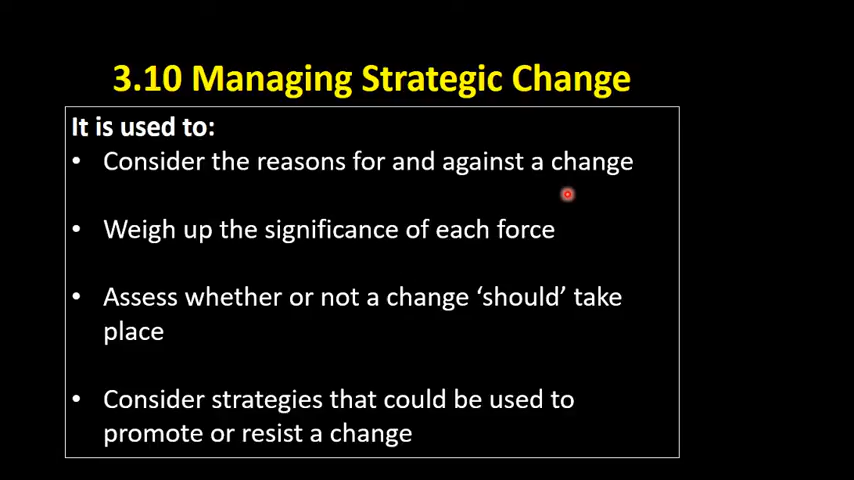 3.10 Managing Strategic Change
It is used to:
• Consider the reasons for and against a change
• Weigh up the significance of each force
• Assess whether or not a change ‘should’ take
place
• Consider strategies that could be used to
promote or resist a change